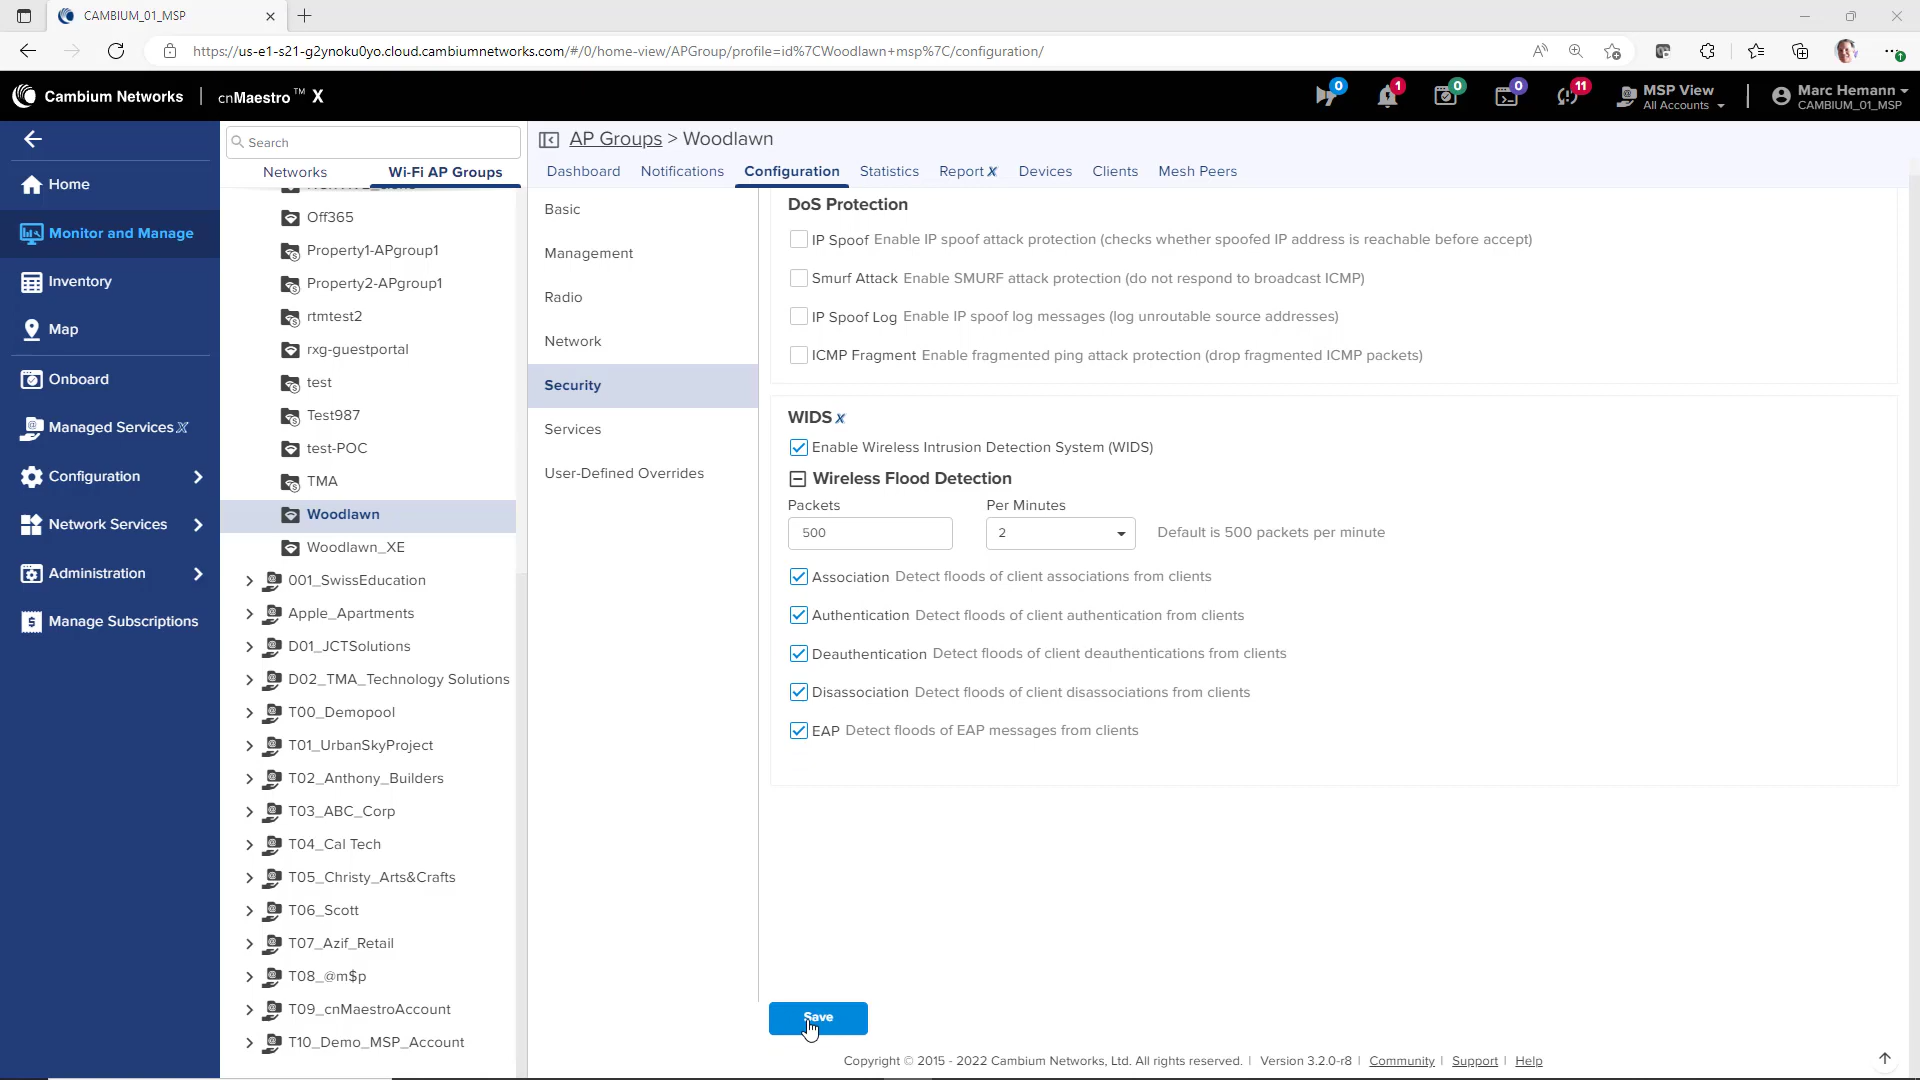 CAMBIUM_01_MSP
https://us-e1-s21-g2ynoku0yo.cloud.cambiumnetworks.com/#/0/home-view/APGroup/profile=id%7CWoodlawn+msp%7C/configuration/
Cambium Networks | cnMaestro™ X
0
1
0
0
11
MSP View
All Accounts
Marc Hemann
CAMBIUM_01_MSP
Home
Monitor and Manage
Inventory
Map
Onboard
Managed Services X
Configuration
Network Services
Administration
Manage Subscriptions
Search
Networks
Wi-Fi AP Groups
Off365
Property1-APgroup1
Property2-APgroup1
rtmtest2
rxg-guestportal
test
Test987
test-POC
TMA
Woodlawn
Woodlawn_XE
001_SwissEducation
Apple_Apartments
D01_JCTSolutions
D02_TMA_Technology Solutions
T00_Demopool
T01_UrbanSkyProject
T02_Anthony_Builders
T03_ABC_Corp
T04_Cal Tech
T05_Christy_Arts&Crafts
T06_Scott
T07_Azif_Retail
T08_@m$p
T09_cnMaestroAccount
T10_Demo_MSP_Account
AP Groups > Woodlawn
Dashboard Notifications Configuration Statistics Report X Devices Clients Mesh Peers
Basic
Management
Radio
Network
Security
Services
User-Defined Overrides
DoS Protection
IP Spoof Enable IP spoof attack protection (checks whether spoofed IP address is reachable before accept)
Smurf Attack Enable SMURF attack protection (do not respond to broadcast ICMP)
IP Spoof Log Enable IP spoof log messages (log unroutable source addresses)
ICMP Fragment Enable fragmented ping attack protection (drop fragmented ICMP packets)
WIDS X
Enable Wireless Intrusion Detection System (WIDS)
Wireless Flood Detection
Packets Per Minutes
500 2 Default is 500 packets per minute
Association Detect floods of client associations from clients
Authentication Detect floods of client authentication from clients
Deauthentication Detect floods of client deauthentications from clients
Disassociation Detect floods of client disassociations from clients
EAP Detect floods of EAP messages from clients
Save
Copyright © 2015 - 2022 Cambium Networks, Ltd. All rights reserved. | Version 3.2.0-r8 | Community | Support | Help